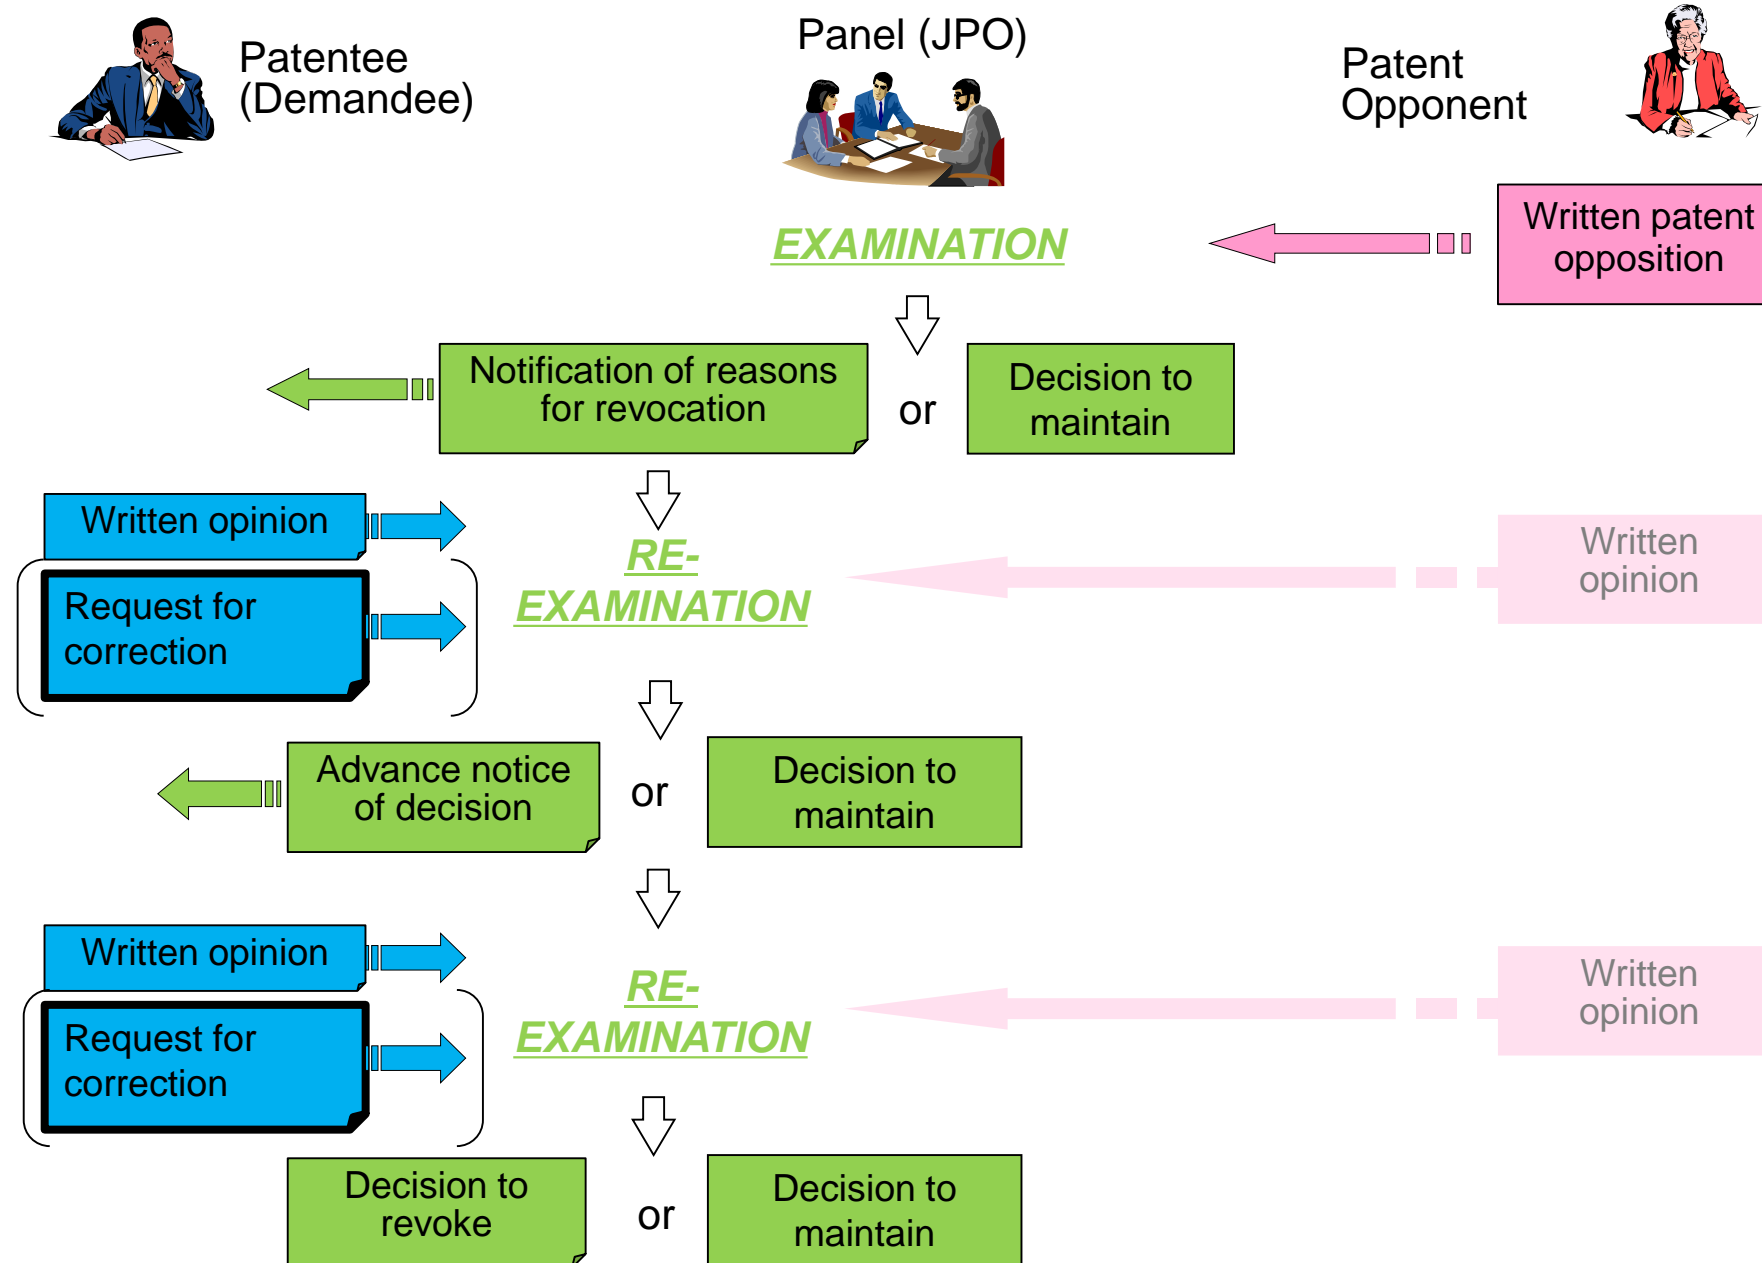 Patentee
(Demandee)
Panel (JPO)
Patent
Opponent
EXAMINATION
Written patent
opposition
Notification of reasons
for revocation
or
Decision to
maintain
Written opinion
Request for
correction
RE-
EXAMINATION
Written
opinion
Advance notice
of decision
or
Decision to
maintain
Written opinion
Request for
correction
RE-
EXAMINATION
Written
opinion
Decision to
revoke
or
Decision to
maintain